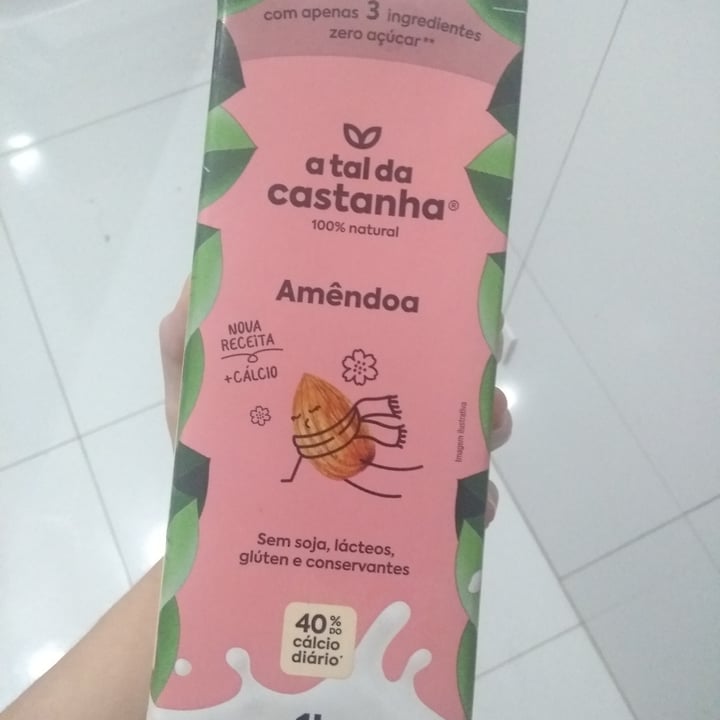 com apenas 3 ingredientes
zero açúcar**
a tal da
castanha®
100% natural
Amêndoa
NOVA
RECEITA
+CÁLCIO
Imagem ilustrativa
Sem soja, lácteos,
glúten e conservantes
40% DO
cálcio
diário*